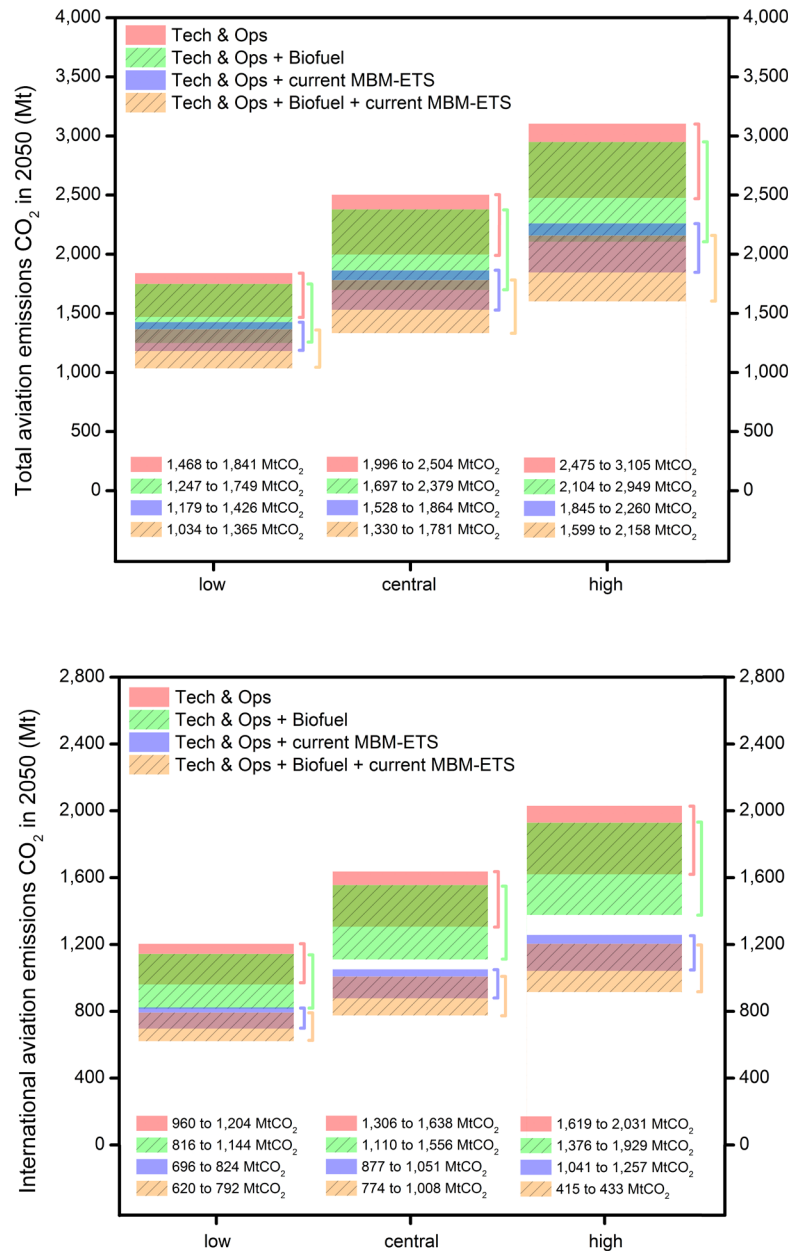 Total aviation emissions CO2 in 2050 (Mt)
4,000
3,500
3,000
2,500
2,000
1,500
1,000
500
0
Tech & Ops
Tech & Ops + Biofuel
Tech & Ops + current MBM-ETS
Tech & Ops + Biofuel + current MBM-ETS
4,000
3,500
3,000
2,500
2,000
1,500
1,000
500
0
1,468 to 1,841 MtCO2 1,996 to 2,504 MtCO2 2,475 to 3,105 MtCO2
1,247 to 1,749 MtCO2 1,697 to 2,379 MtCO2 2,104 to 2,949 MtCO2
1,179 to 1,426 MtCO2 1,528 to 1,864 MtCO2 1,845 to 2,260 MtCO2
1,034 to 1,365 MtCO2 1,330 to 1,781 MtCO2 1,599 to 2,158 MtCO2
low central high
International aviation emissions CO2 in 2050 (Mt)
2,800
2,400
2,000
1,600
1,200
800
400
0
Tech & Ops
Tech & Ops + Biofuel
Tech & Ops + current MBM-ETS
Tech & Ops + Biofuel + current MBM-ETS
2,800
2,400
2,000
1,600
1,200
800
400
0
960 to 1,204 MtCO2 1,306 to 1,638 MtCO2 1,619 to 2,031 MtCO2
816 to 1,144 MtCO2 1,110 to 1,556 MtCO2 1,376 to 1,929 MtCO2
696 to 824 MtCO2 877 to 1,051 MtCO2 1,041 to 1,257 MtCO2
620 to 792 MtCO2 774 to 1,008 MtCO2 415 to 433 MtCO2
low central high